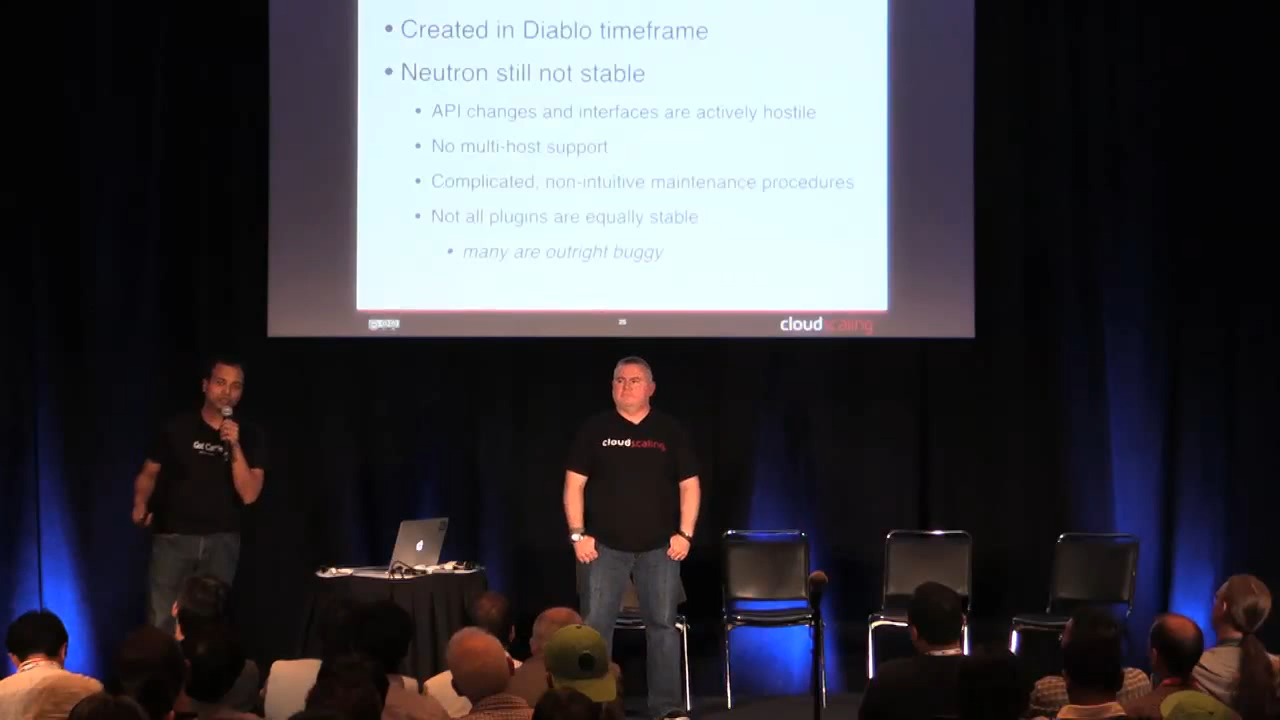 • Created in Diablo timeframe
• Neutron still not stable
• API changes and interfaces are actively hostile
• No multi-host support
• Complicated, non-intuitive maintenance procedures
• Not all plugins are equally stable
• many are outright buggy
25
cloudscaling
cloudscaling